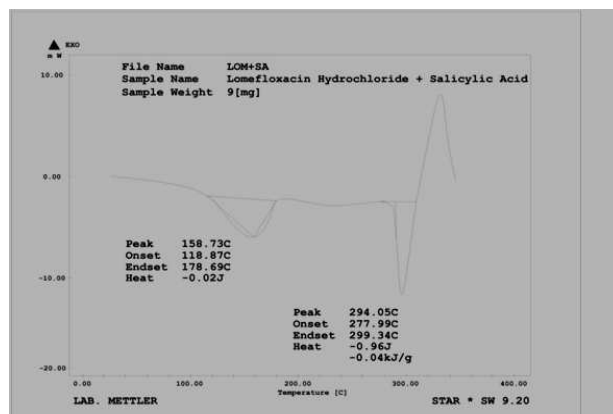 EXO
m W
File Name LOM+SA
Sample Name Lomefloxacin Hydrochloride + Salicylic Acid
Sample Weight 9[mg]
10.00
0.00
-10.00
-20.00
Peak 158.73C
Onset 118.87C
Endset 178.69C
Heat -0.02J
Peak 294.05C
Onset 277.99C
Endset 299.34C
Heat -0.96J
-0.04kJ/g
0.00 100.00 200.00 300.00 400.00
Temperature [C]
LAB. METTLER STAR * SW 9.20